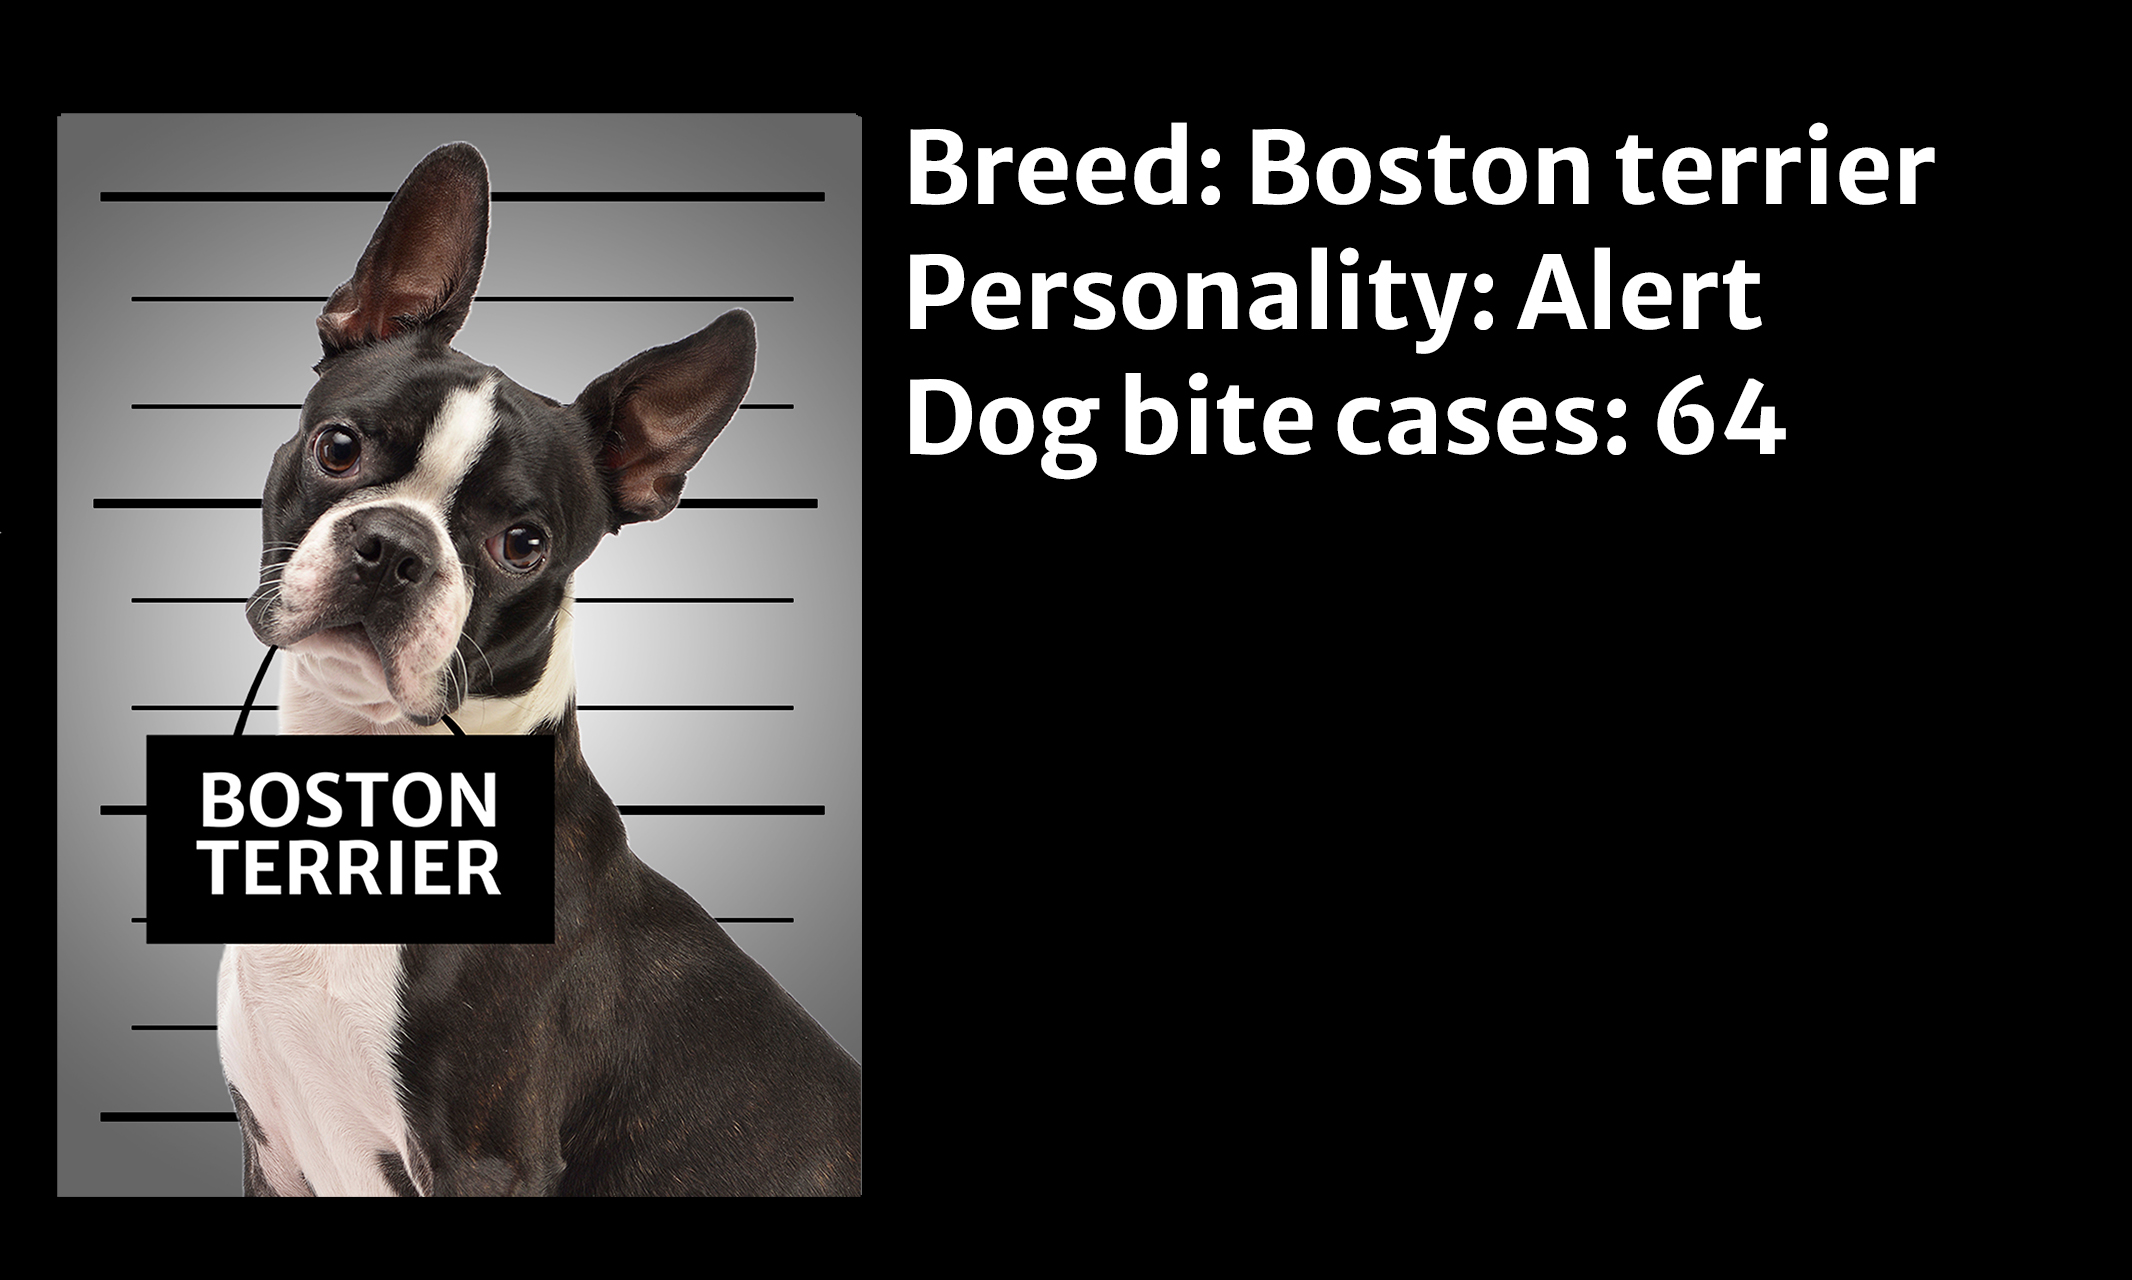 BOSTON
TERRIER
Breed: Boston terrier
Personality: Alert
Dog bite cases: 64